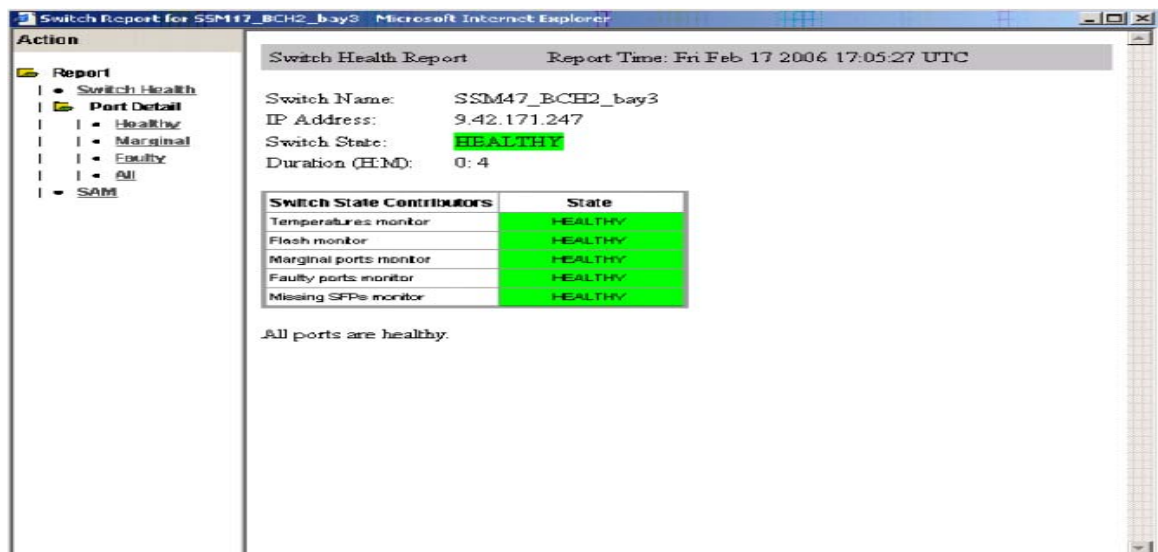 Switch Report for SSM17_BCH2_bay3 Microsoft Internet Explorer
Action
Report
Switch Health
Port Detail
Healthy
Marginal
Faulty
All
SAM
Switch Health Report Report Time: Fri Feb 17 2006 17:05:27 UTC
Switch Name: SSM47_BCH2_bay3
IP Address: 9.42.171.247
Switch State: HEALTHY
Duration (H:M): 0: 4
Switch State Contributors State
Temperatures monitor HEALTHY
Flash monitor HEALTHY
Marginal ports monitor HEALTHY
Faulty ports monitor HEALTHY
Missing SFPs monitor HEALTHY
All ports are healthy.